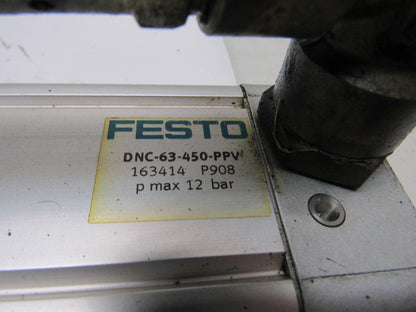 FESTO
DNC-63-450-PPV
163414 P908
p max 12 bar